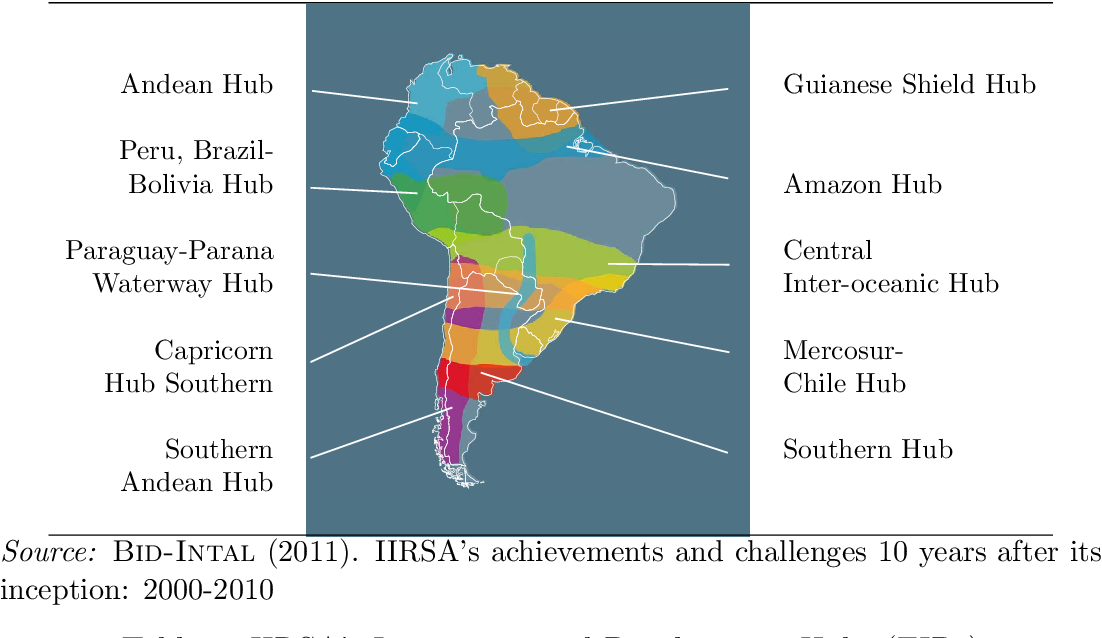 Andean Hub
Peru, Brazil-
Bolivia Hub
Paraguay-Parana
Waterway Hub
Capricorn
Hub Southern
Southern
Andean Hub
Guianese Shield Hub
Amazon Hub
Central
Inter-oceanic Hub
Mercosur-
Chile Hub
Southern Hub
Source: BID-INTAL (2011). IIRSA's achievements and challenges 10 years after its
inception: 2000-2010